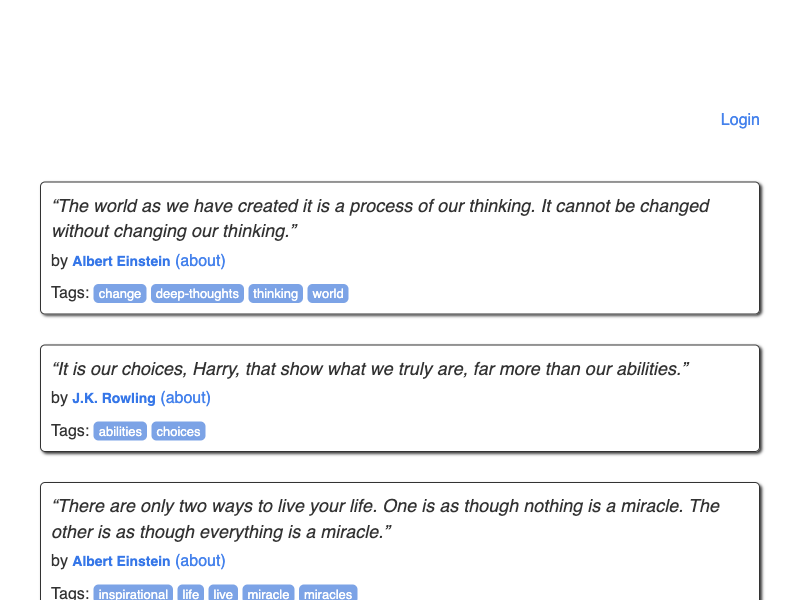 Login
“The world as we have created it is a process of our thinking. It cannot be changed
without changing our thinking.”
by Albert Einstein (about)
Tags: change deep-thoughts thinking world
“It is our choices, Harry, that show what we truly are, far more than our abilities.”
by J.K. Rowling (about)
Tags: abilities choices
“There are only two ways to live your life. One is as though nothing is a miracle. The
other is as though everything is a miracle.”
by Albert Einstein (about)
Tags: inspirational life live miracle miracles